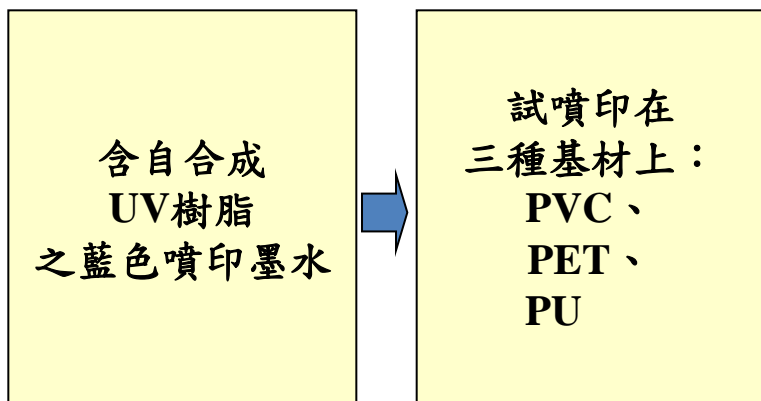 含自合成
UV樹脂
之藍色噴印墨水
試噴印在
三種基材上：
PVC、
PET、
PU